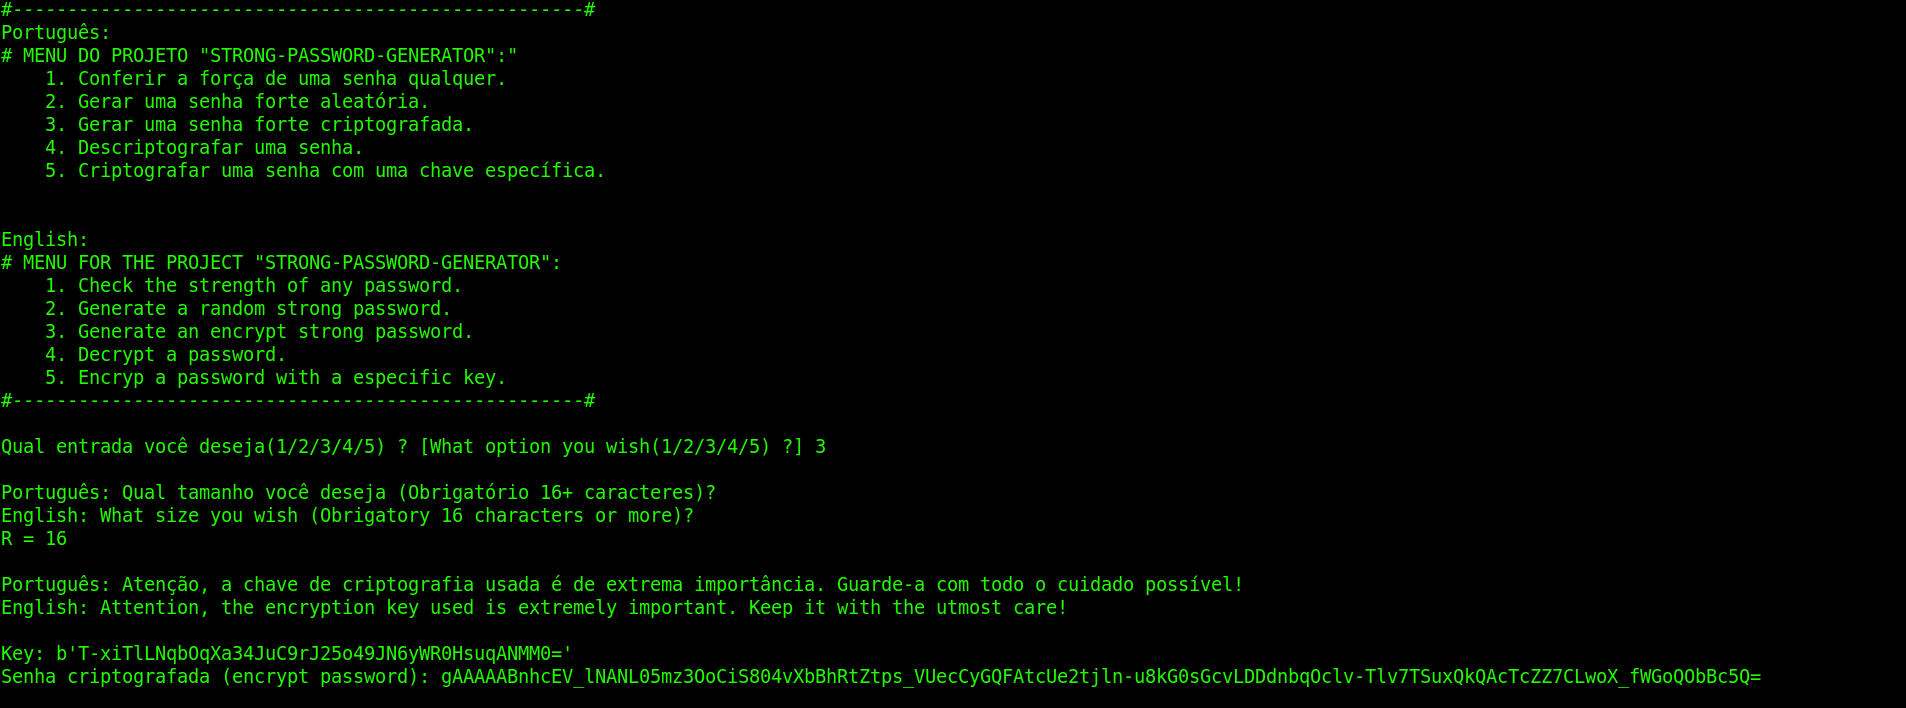 #----------------------------------------------------#
Português:
# MENU DO PROJETO "STRONG-PASSWORD-GENERATOR":"
    1. Conferir a força de uma senha qualquer.
    2. Gerar uma senha forte aleatória.
    3. Gerar uma senha forte criptografada.
    4. Descriptografar uma senha.
    5. Criptografar uma senha com uma chave específica.
English:
# MENU FOR THE PROJECT "STRONG-PASSWORD-GENERATOR":
    1. Check the strength of any password.
    2. Generate a random strong password.
    3. Generate an encrypt strong password.
    4. Decrypt a password.
    5. Encryp a password with a especific key.
#----------------------------------------------------#
Qual entrada você deseja(1/2/3/4/5) ? [What option you wish(1/2/3/4/5) ?] 3
Português: Qual tamanho você deseja (Obrigatório 16+ caracteres)?
English: What size you wish (Obrigatory 16 characters or more)?
R = 16
Português: Atenção, a chave de criptografia usada é de extrema importância. Guarde-a com todo o cuidado possível!
English: Attention, the encryption key used is extremely important. Keep it with the utmost care!
Key: b'T-xiTlLNqbOqXa34JuC9rJ25o49JN6yWR0HsuqANMM0='
Senha criptografada (encrypt password): gAAAAABnhcEV_lNANL05mz3OoCiS804vXbBhRtZtps_VUecCyGQFAtcUe2tjln-u8kG0sGcvLDDdnbqOclv-Tlv7TSuxQkQAcTcZZ7CLwoX_fWGoQObBc5Q=